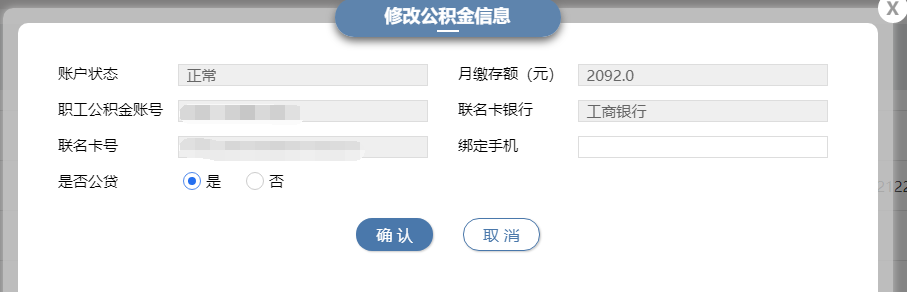 修改公积金信息
X
账户状态 正常 月缴存额（元） 2092.0
职工公积金账号 联名卡银行 工商银行
联名卡号 绑定手机
是否公贷 是 否
2122
确认 取消